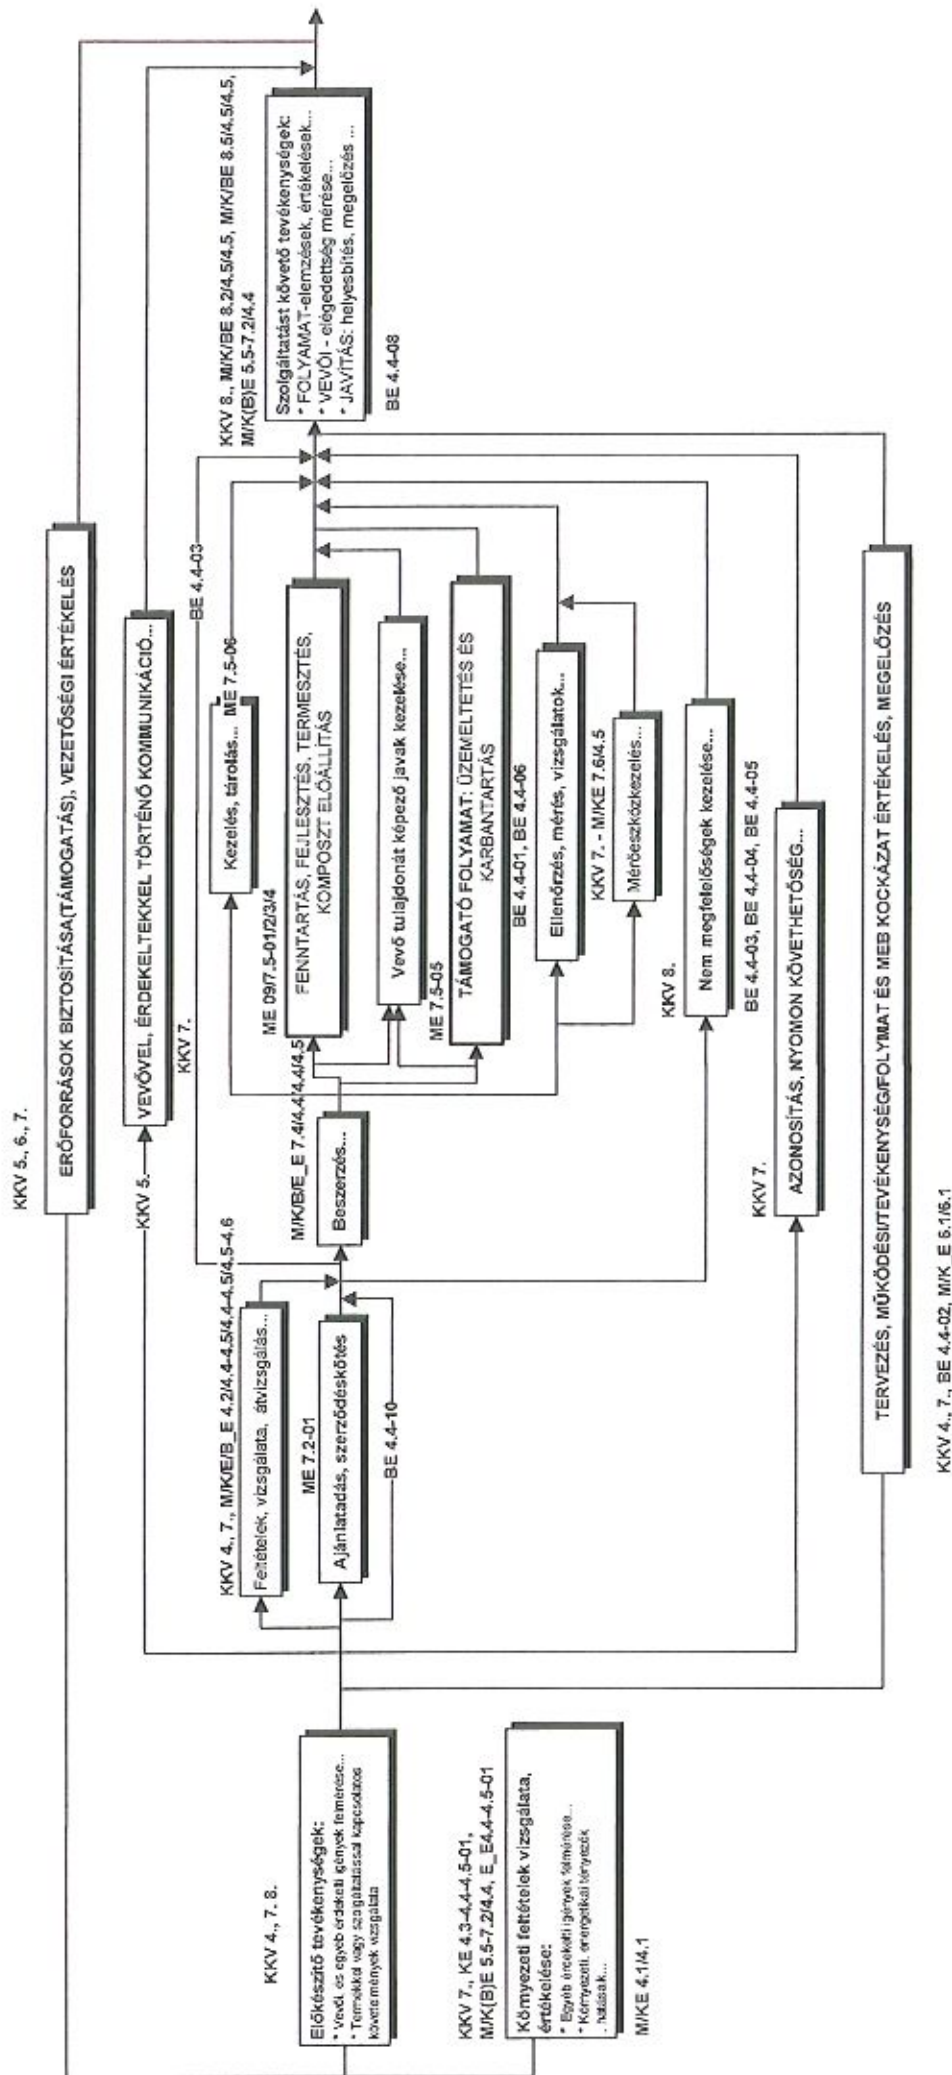 KKV 5., 6., 7.
ERŐFORRÁSOK BIZTOSÍTÁSA(TÁMOGATÁS), VEZETŐSÉGI ÉRTÉKELÉS
KKV 5.
VEVŐVEL, ÉRDEKELTEKKEL TÖRTÉNŐ KOMMUNIKÁCIÓ...
KKV 7.
BE 4.4-03
KKV 4., 7. 8.
Előkészítő tevékenységek:
* Vevői, és egyéb érdekelti igények felmérése...
* Termékkel vagy szolgáltatással kapcsolatos
követelmények vizsgálata
KKV 7., KE 4.3-4.4-4.5-01,
M/K(B)E 5.5-7.2/4.4, E_E4.4-4.5-01
Környezeti feltételek vizsgálata,
értékelése:
* Egyéb érdekelti igények felmérése...
* Környezeti, energetikai tényezők
, hatások...
M/KE 4.1/4.1
KKV 4., 7., M/K/E/B_E 4.2/4.4-4.5/4.4-4.5/4.5-4.6
Feltételek, vizsgálata, átvizsgálás...
ME 7.2-01
Ajánlatadás, szerződéskötés
BE 4.4-10
M/K/B/E_E 7.4/4.4/4.4/4.5
Beszerzés...
Kezelés, tárolás...
ME 7.5-06
ME 09/7.5-01/2/3/4
FENNTARTÁS, FEJLESZTÉS, TERMESZTÉS,
KOMPOSZT ELŐÁLLÍTÁS
Vevő tulajdonát képező javak kezelése...
ME 7.5-05
TÁMOGATÓ FOLYAMAT: ÜZEMELTETÉS ÉS
KARBANTARTÁS
BE 4.4-01, BE 4.4-06
Ellenőrzés, mérés, vizsgálatok...
KKV 7. - M/KE 7.6/4.5
Mérőeszközkezelés...
KKV 8.
Nem megfelelőségek kezelése...
BE 4.4-03, BE 4.4-04, BE 4.4-05
KKV 7.
AZONOSÍTÁS, NYOMON KÖVETHETŐSÉG...
TERVEZÉS, MŰKÖDÉSI/TEVÉKENYSÉG/FOLYMAT ÉS MEB KOCKÁZAT ÉRTÉKELÉS, MEGELŐZÉS
KKV 4., 7., BE 4.4-02, M/K_E 6.1/6.1
KKV 8., M/K/BE 8.2/4.5/4.5, M/K/BE 8.5/4.5/4.5,
M/K(B)E 5.5-7.2/4.4
Szolgáltatást követő tevékenységek:
* FOLYAMAT-elemzések, értékelések...
* VEVŐI - elégedettség mérése...
* JAVÍTÁS: helyesbítés, megelőzés ...
BE 4.4-08